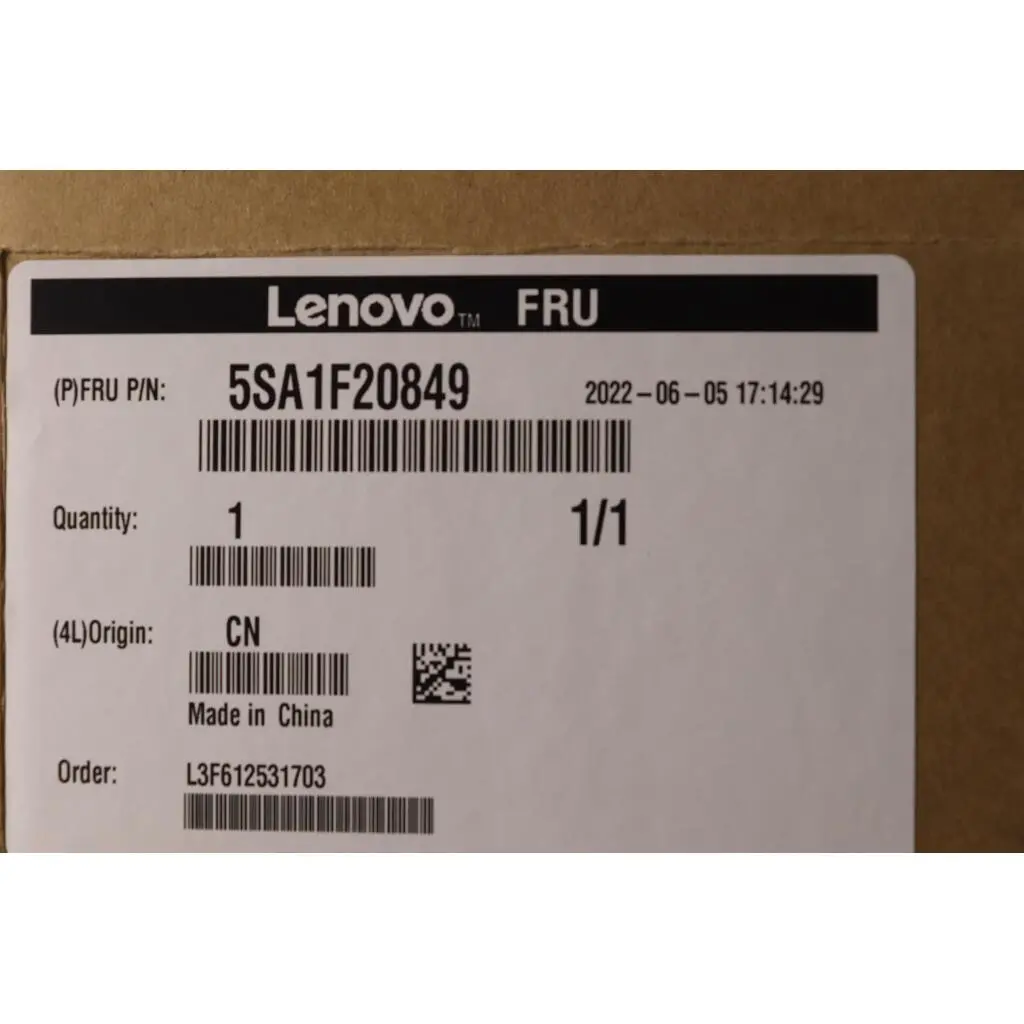 Lenovo™ FRU
(P)FRU P/N: 5SA1F20849 2022-06-05 17:14:29
Quantity: 1 1/1
(4L)Origin: CN
Made in China
Order: L3F612531703